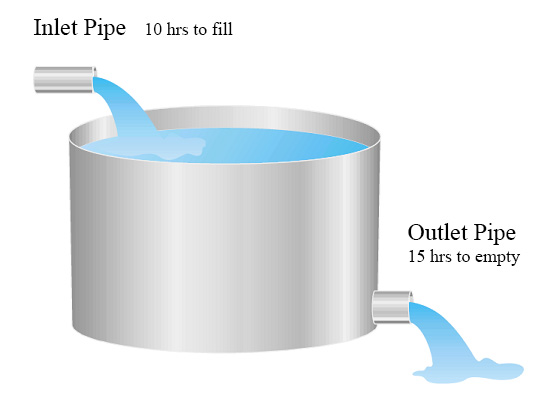 Inlet Pipe 10 hrs to fill
Outlet Pipe
15 hrs to empty